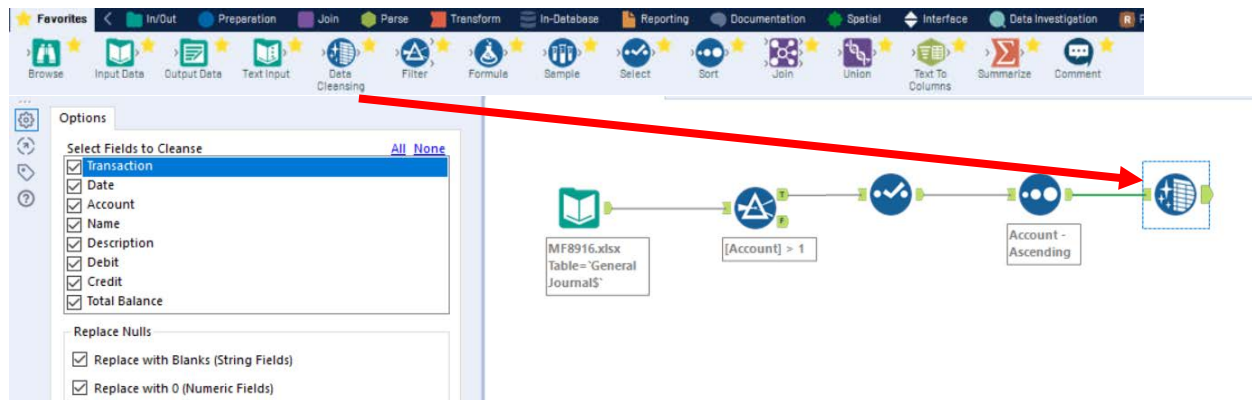 Favorites In/Out Preparation Join Parse Transform In-Database Reporting Documentation Spatial Interface Data Investigation R
Browse Input Data Output Data Text Input Data Cleansing Filter Formula Sample Select Sort Join Union Text To Columns Summarize Comment
Options
Select Fields to Cleanse All None
Transaction
Date
Account
Name
Description
Debit
Credit
Total Balance
Replace Nulls
Replace with Blanks (String Fields)
Replace with 0 (Numeric Fields)
MF8916.xlsx
Table=`General
Journal$`
[Account] > 1
T
F
Account -
Ascending